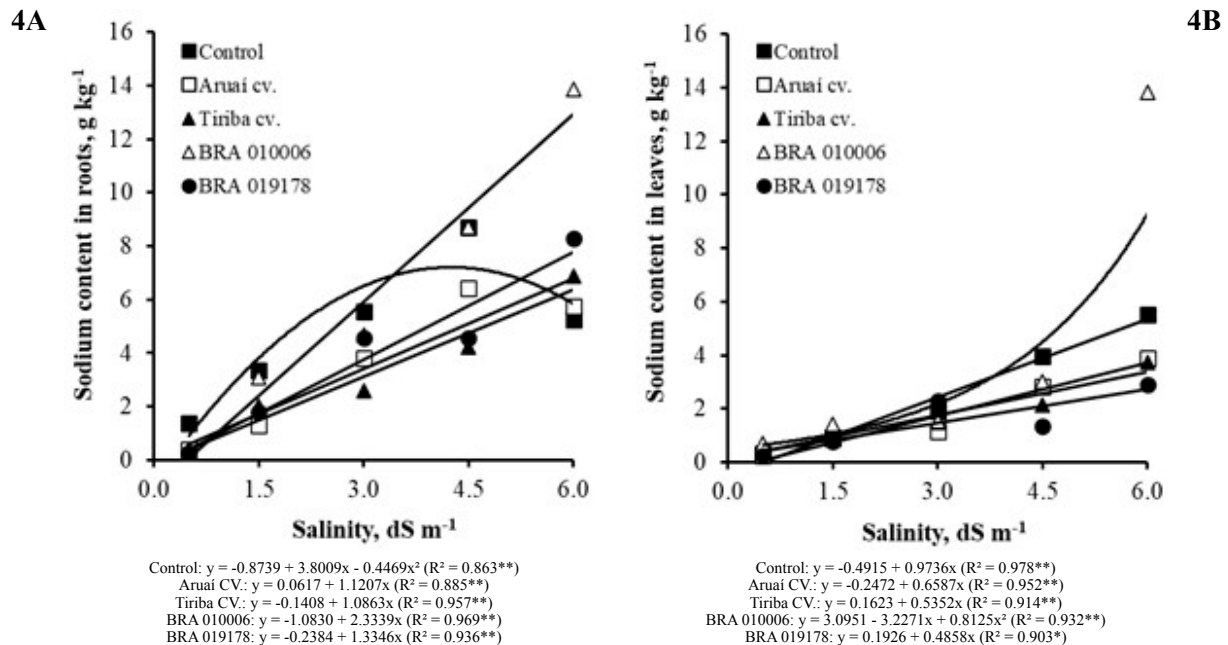 4A
4B
16
14
12
10
8
6
4
2
0
0.0 1.5 3.0 4.5 6.0
Sodium content in roots, g kg⁻¹
Salinity, dS m⁻¹
Control
Aruaí cv.
Tiriba cv.
BRA 010006
BRA 019178
Control: y = -0.8739 + 3.8009x - 0.4469x² (R² = 0.863**)
Aruaí CV.: y = 0.0617 + 1.1207x (R² = 0.885**)
Tiriba CV.: y = -0.1408 + 1.0863x (R² = 0.957**)
BRA 010006: y = -1.0830 + 2.3339x (R² = 0.969**)
BRA 019178: y = -0.2384 + 1.3346x (R² = 0.936**)
16
14
12
10
8
6
4
2
0
0.0 1.5 3.0 4.5 6.0
Sodium content in leaves, g kg⁻¹
Salinity, dS m⁻¹
Control
Aruaí cv.
Tiriba cv.
BRA 010006
BRA 019178
Control: y = -0.4915 + 0.9736x (R² = 0.978**)
Aruaí CV.: y = -0.2472 + 0.6587x (R² = 0.952**)
Tiriba CV.: y = 0.1623 + 0.5352x (R² = 0.914**)
BRA 010006: y = 3.0951 - 3.2271x + 0.8125x² (R² = 0.932**)
BRA 019178: y = 0.1926 + 0.4858x (R² = 0.903*)